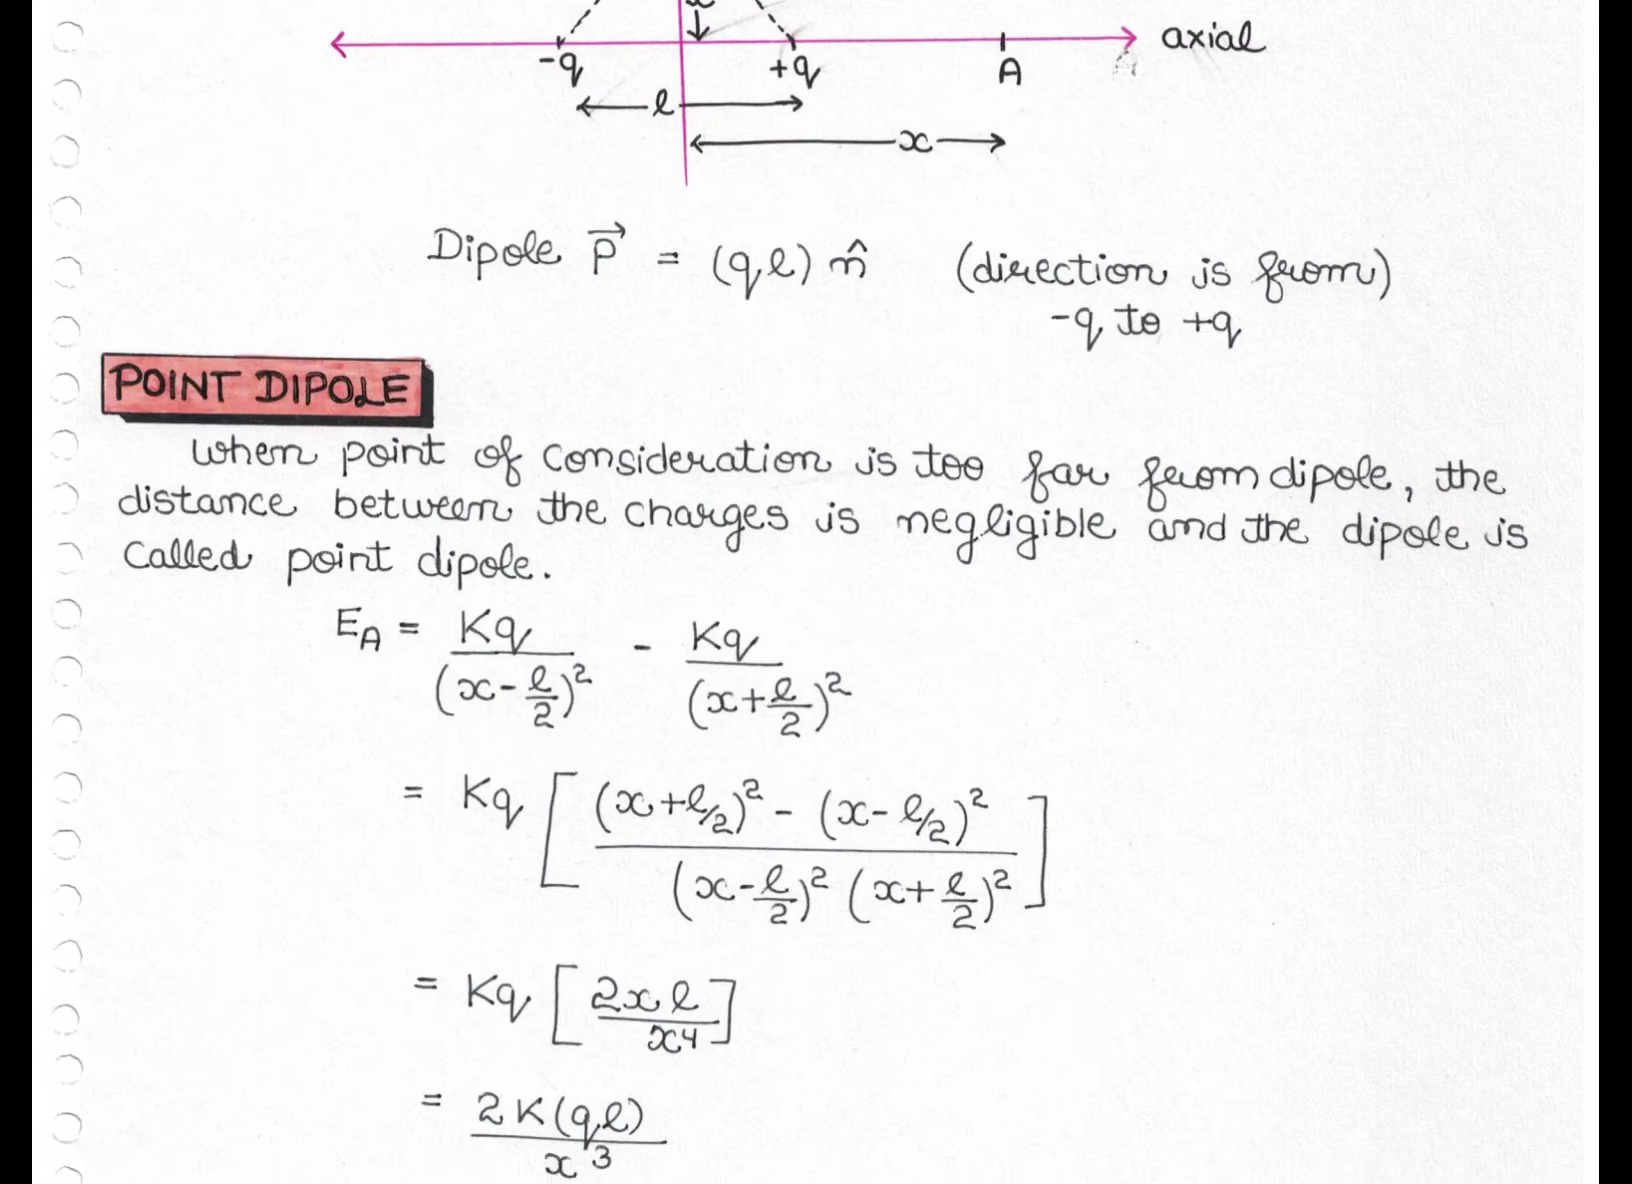 axial
-q +q A
l
x
Dipole P⃗ = (ql) n̂ (direction is from)
-q to +q
POINT DIPOLE
When point of consideration is too far from dipole, the
distance between the charges is negligible and the dipole is
called point dipole.
E_A = Kq/(x - l/2)² - Kq/(x + l/2)²
= Kq [ ((x + l/2)² - (x - l/2)²) / ((x - l/2)² (x + l/2)²) ]
= Kq [ 2xl / x⁴ ]
= 2K(ql) / x³